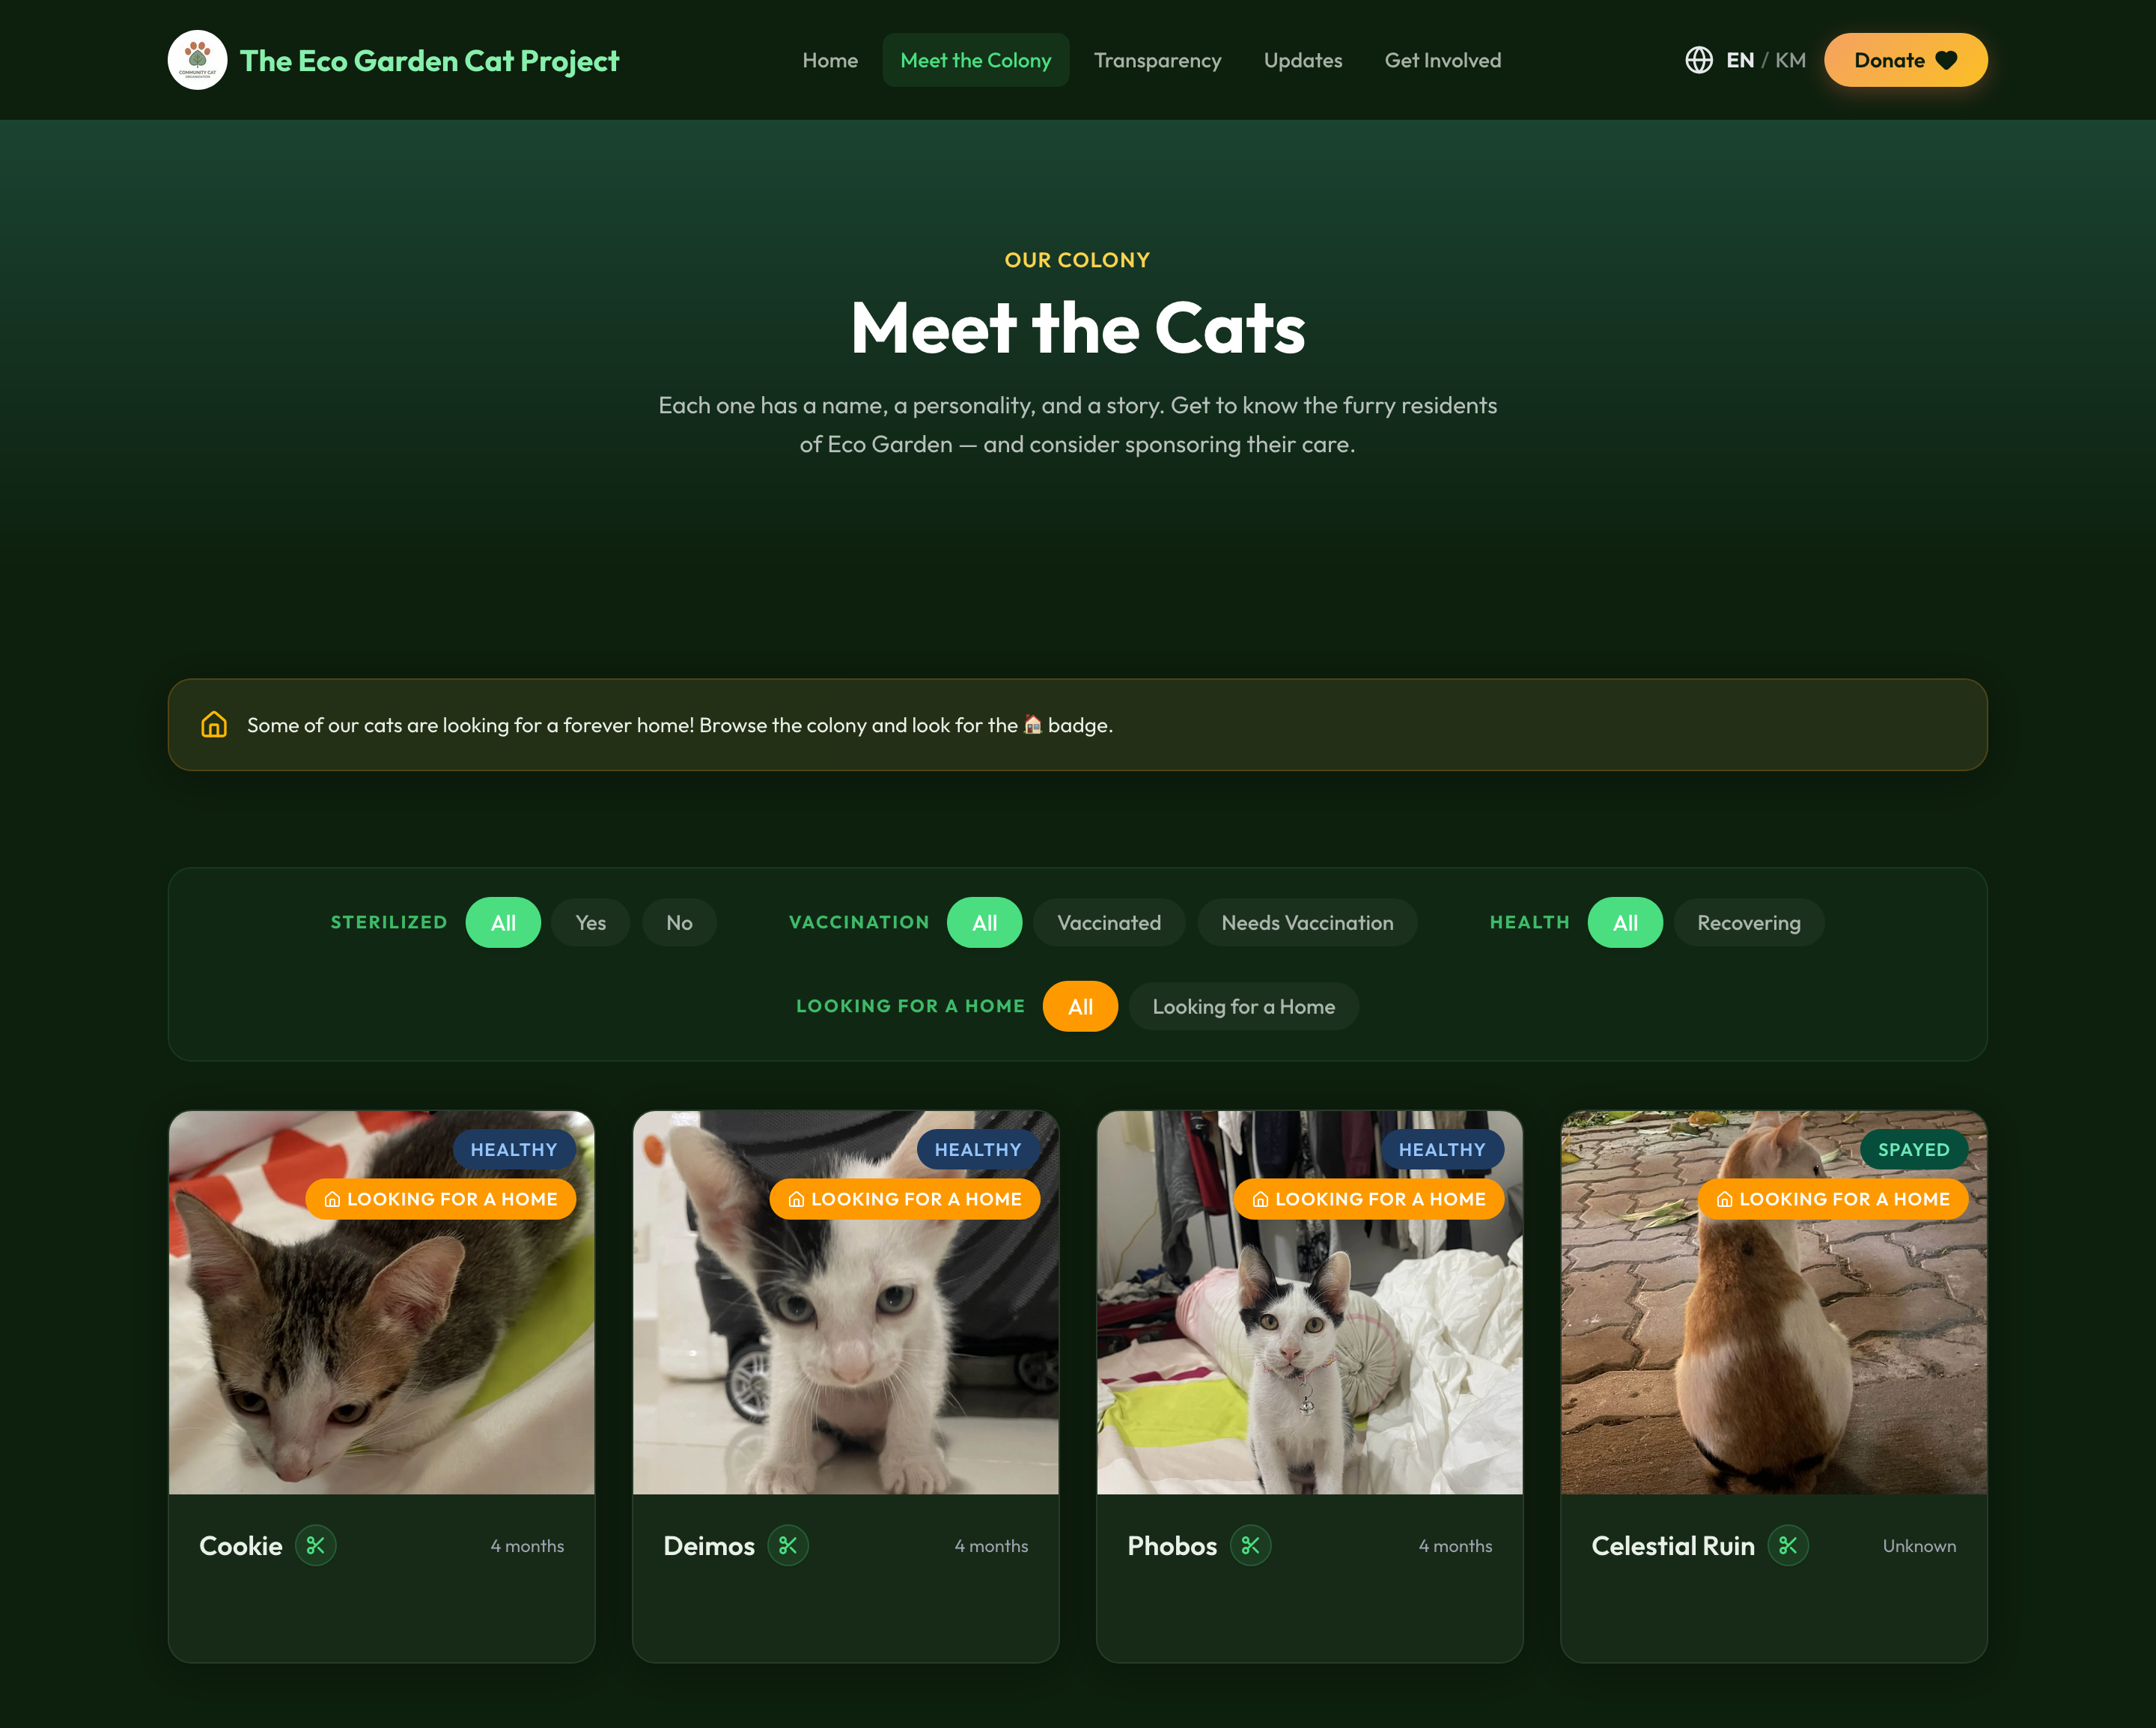 COMMUNITY CAT
ORGANIZATION
The Eco Garden Cat Project
Home
Meet the Colony
Transparency
Updates
Get Involved
EN / KM
Donate
OUR COLONY
Meet the Cats
Each one has a name, a personality, and a story. Get to know the furry residents
of Eco Garden — and consider sponsoring their care.
Some of our cats are looking for a forever home! Browse the colony and look for the 🏠 badge.
STERILIZED All Yes No
VACCINATION All Vaccinated Needs Vaccination
HEALTH All Recovering
LOOKING FOR A HOME All Looking for a Home
HEALTHY
LOOKING FOR A HOME
Cookie
4 months
HEALTHY
LOOKING FOR A HOME
Deimos
4 months
HEALTHY
LOOKING FOR A HOME
Phobos
4 months
SPAYED
LOOKING FOR A HOME
Celestial Ruin
Unknown